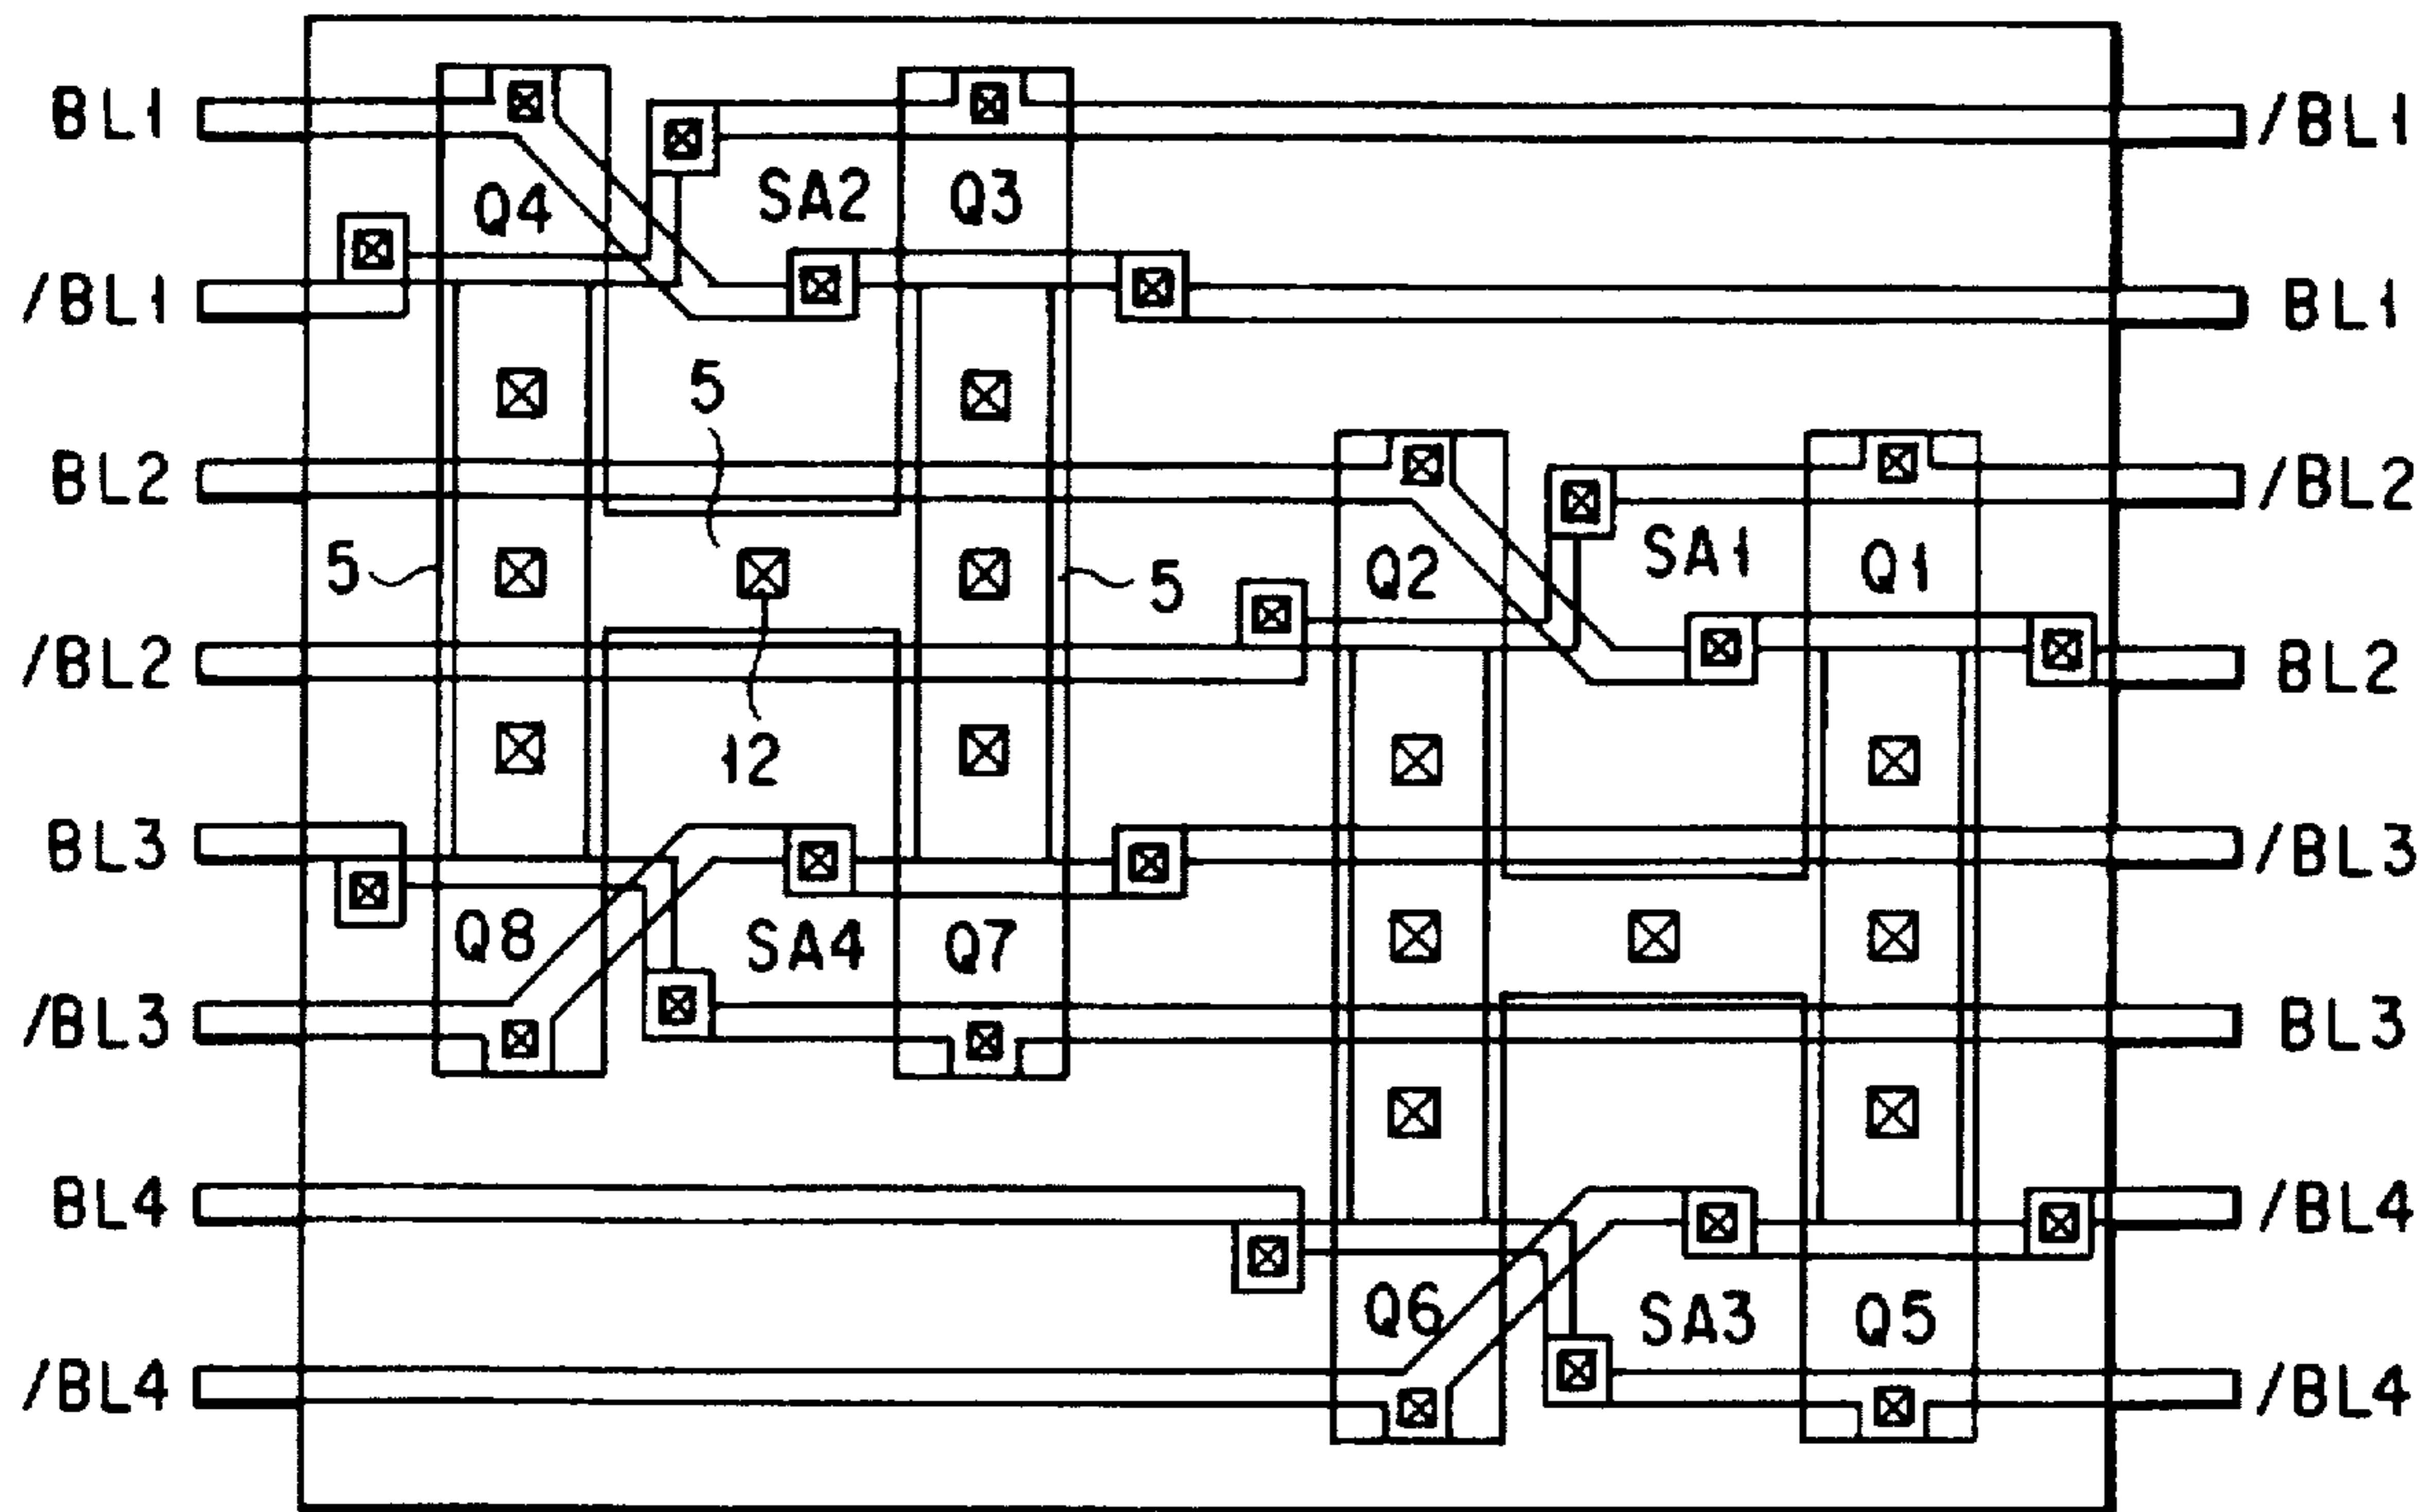 BL1 /BL1
Q4 SA2 Q3
/BL1 BL1
5
BL2 /BL2
5 5 Q2 SA1 Q1
/BL2 BL2
12
BL3 /BL3
Q8 SA4 Q7
/BL3 BL3
BL4 /BL4
Q6 SA3 Q5
/BL4 /BL4